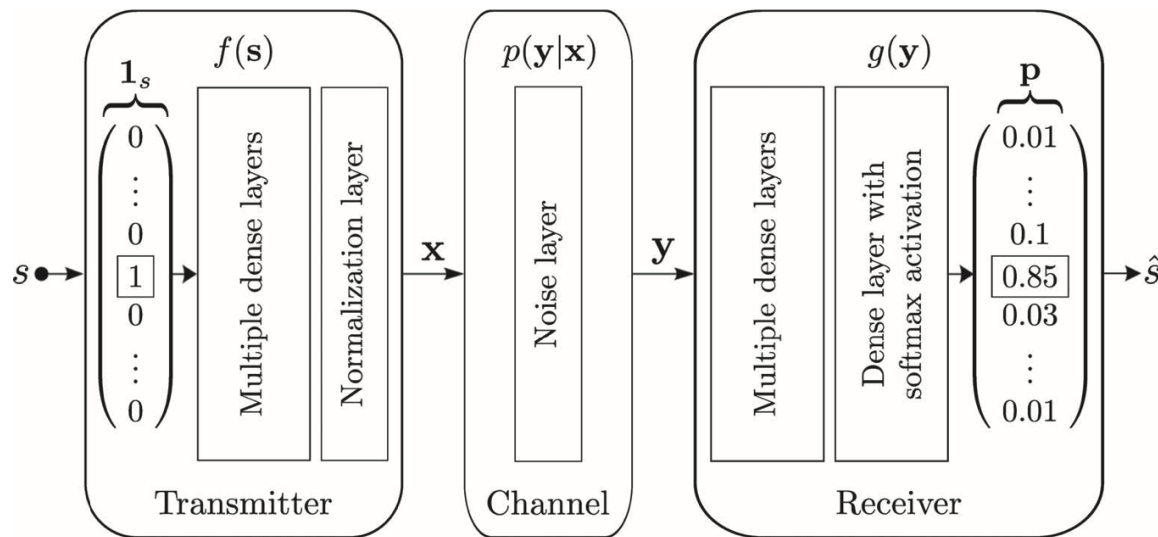 f(s)
p(y|x)
g(y)
1_s
p
s
0
⋮
0
1
0
⋮
0
Multiple dense layers
Normalization layer
x
Noise layer
y
Multiple dense layers
Dense layer with
softmax activation
0.01
⋮
0.1
0.85
0.03
⋮
0.01
ŝ
Transmitter
Channel
Receiver